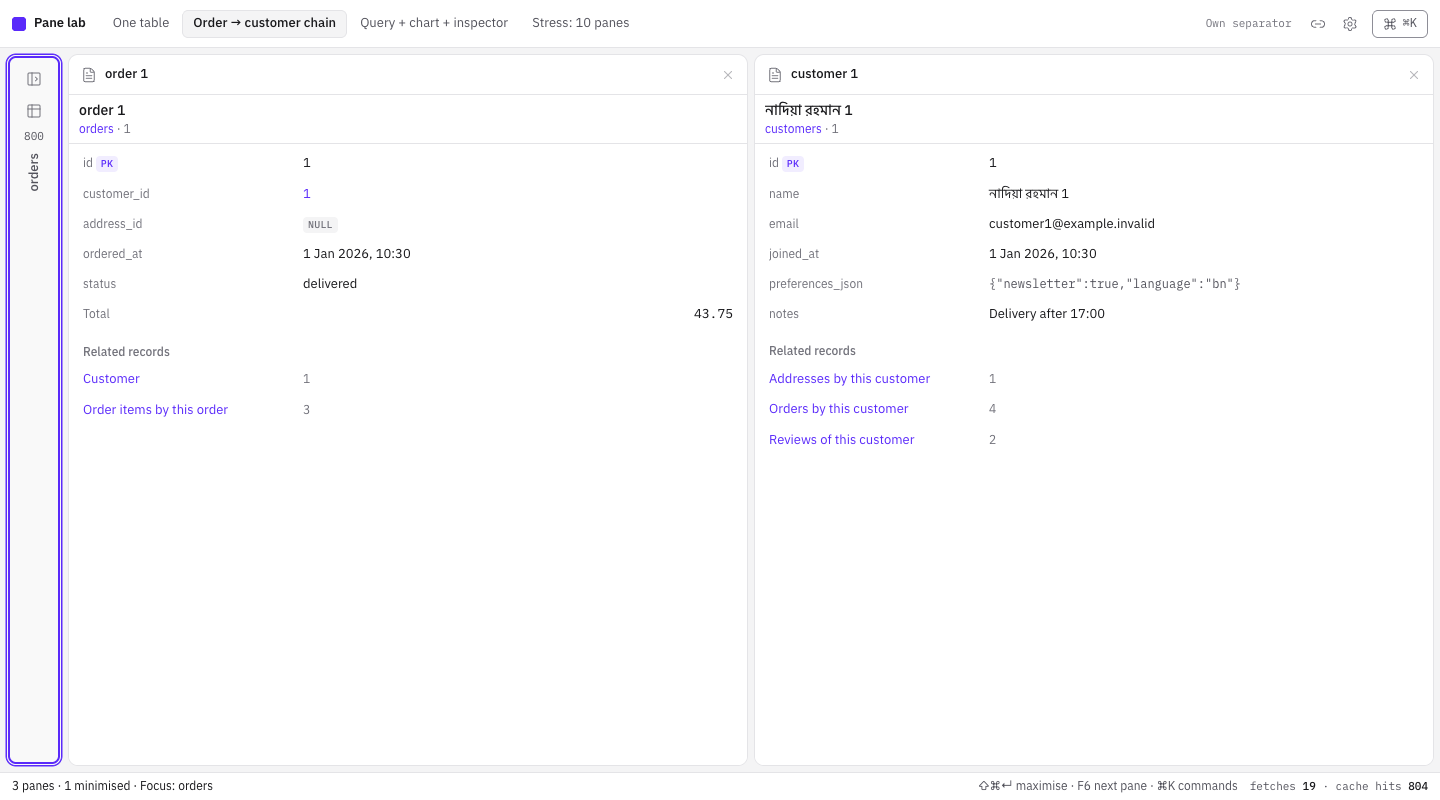 Pane lab One table Order → customer chain Query + chart + inspector Stress: 10 panes Own separator ⌘ ⌘K
800
orders
order 1
order 1
orders · 1
id PK 1
customer_id 1
address_id NULL
ordered_at 1 Jan 2026, 10:30
status delivered
Total 43.75
Related records
Customer 1
Order items by this order 3
customer 1
নাদিয়া রহমান 1
customers · 1
id PK 1
name নাদিয়া রহমান 1
email customer1@example.invalid
joined_at 1 Jan 2026, 10:30
preferences_json {"newsletter":true,"language":"bn"}
notes Delivery after 17:00
Related records
Addresses by this customer 1
Orders by this customer 4
Reviews of this customer 2
3 panes · 1 minimised · Focus: orders ⇧⌘↵ maximise · F6 next pane · ⌘K commands fetches 19 · cache hits 804